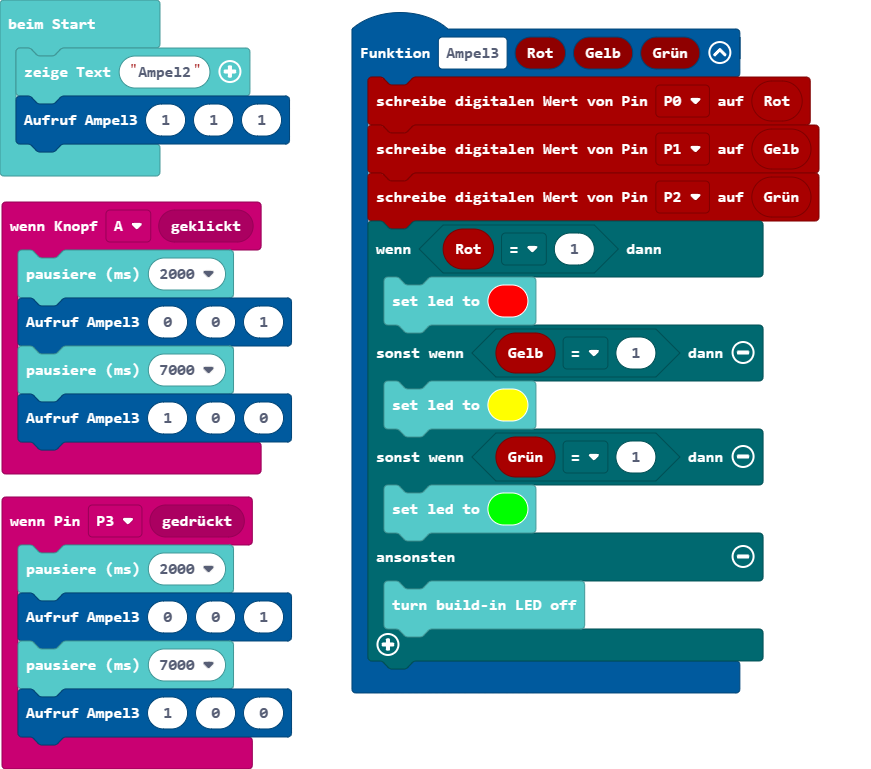 beim Start
zeige Text "Ampel2"
Aufruf Ampel3 1 1 1
wenn Knopf A geklickt
pausiere (ms) 2000
Aufruf Ampel3 0 0 1
pausiere (ms) 7000
Aufruf Ampel3 1 0 0
wenn Pin P3 gedrückt
pausiere (ms) 2000
Aufruf Ampel3 0 0 1
pausiere (ms) 7000
Aufruf Ampel3 1 0 0
Funktion Ampel3 Rot Gelb Grün
schreibe digitalen Wert von Pin P0 auf Rot
schreibe digitalen Wert von Pin P1 auf Gelb
schreibe digitalen Wert von Pin P2 auf Grün
wenn Rot = 1 dann
set led to
sonst wenn Gelb = 1 dann
set led to
sonst wenn Grün = 1 dann
set led to
ansonsten
turn build-in LED off